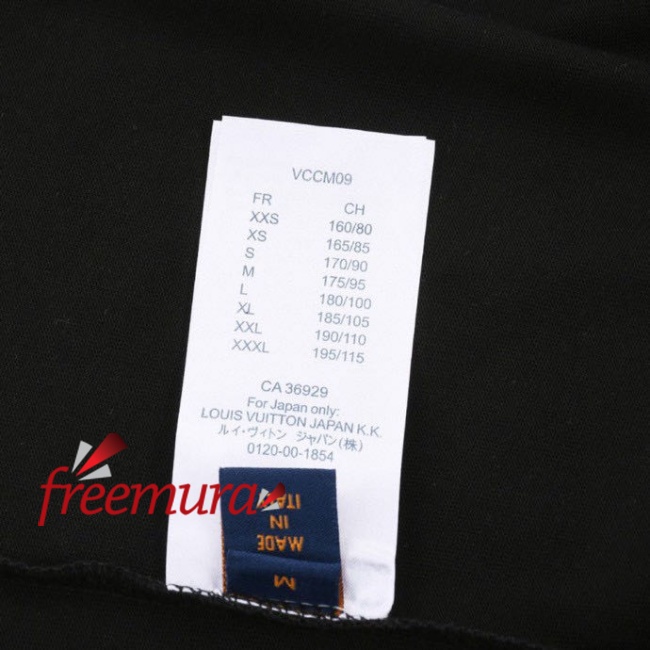 VCCM09
FR CH
XXS 160/80
XS 165/85
S 170/90
M 175/95
L 180/100
XL 185/105
XXL 190/110
XXXL 195/115
CA 36929
For Japan only:
LOUIS VUITTON JAPAN K.K.
ルイ・ヴィトン ジャパン(株)
0120-00-1854
freemura
MADE
IN
ITALY
M